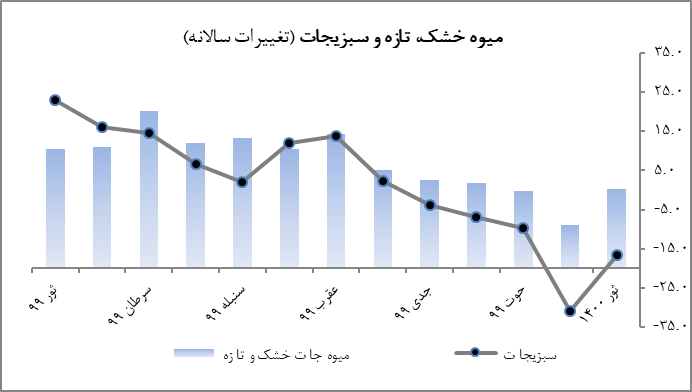 میوه خشک، تازه و سبزیجات (تغییرات سالانه)
۳۵.۰
۲۵.۰
۱۵.۰
۵.۰
-۵.۰
-۱۵.۰
-۲۵.۰
-۳۵.۰
ثور ۹۹
سرطان ۹۹
سنبله ۹۹
عقرب ۹۹
جدی ۹۹
حوت ۹۹
ثور ۱۴۰۰
میوه جات خشک و تازه
سبزیجات